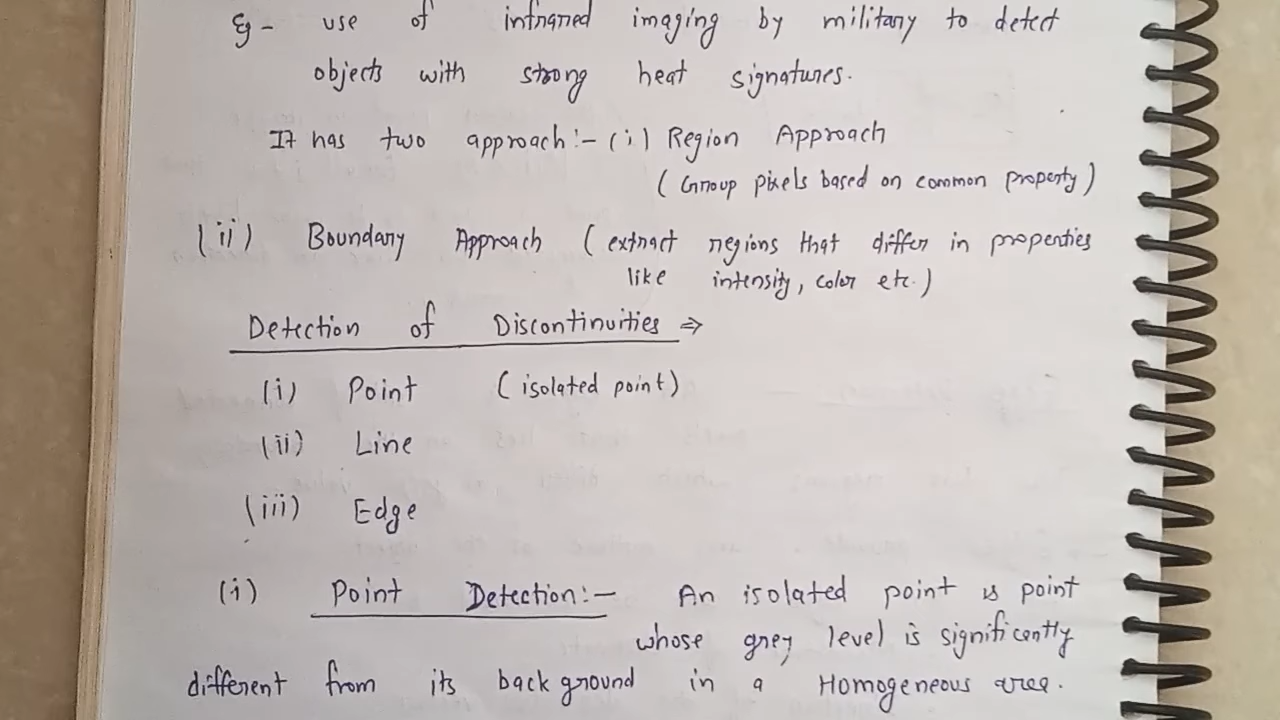 Eg - use of infrared imaging by military to detect
objects with strong heat signatures.
It has two approach:- (i) Region Approach
(Group pixels based on common property)
(ii) Boundary Approach (extract regions that differ in properties
like intensity, color etc.)
Detection of Discontinuities ⇒
(i) Point (isolated point)
(ii) Line
(iii) Edge
(i) Point Detection:- An isolated point is point
whose grey level is significantly
different from its background in a Homogeneous area.